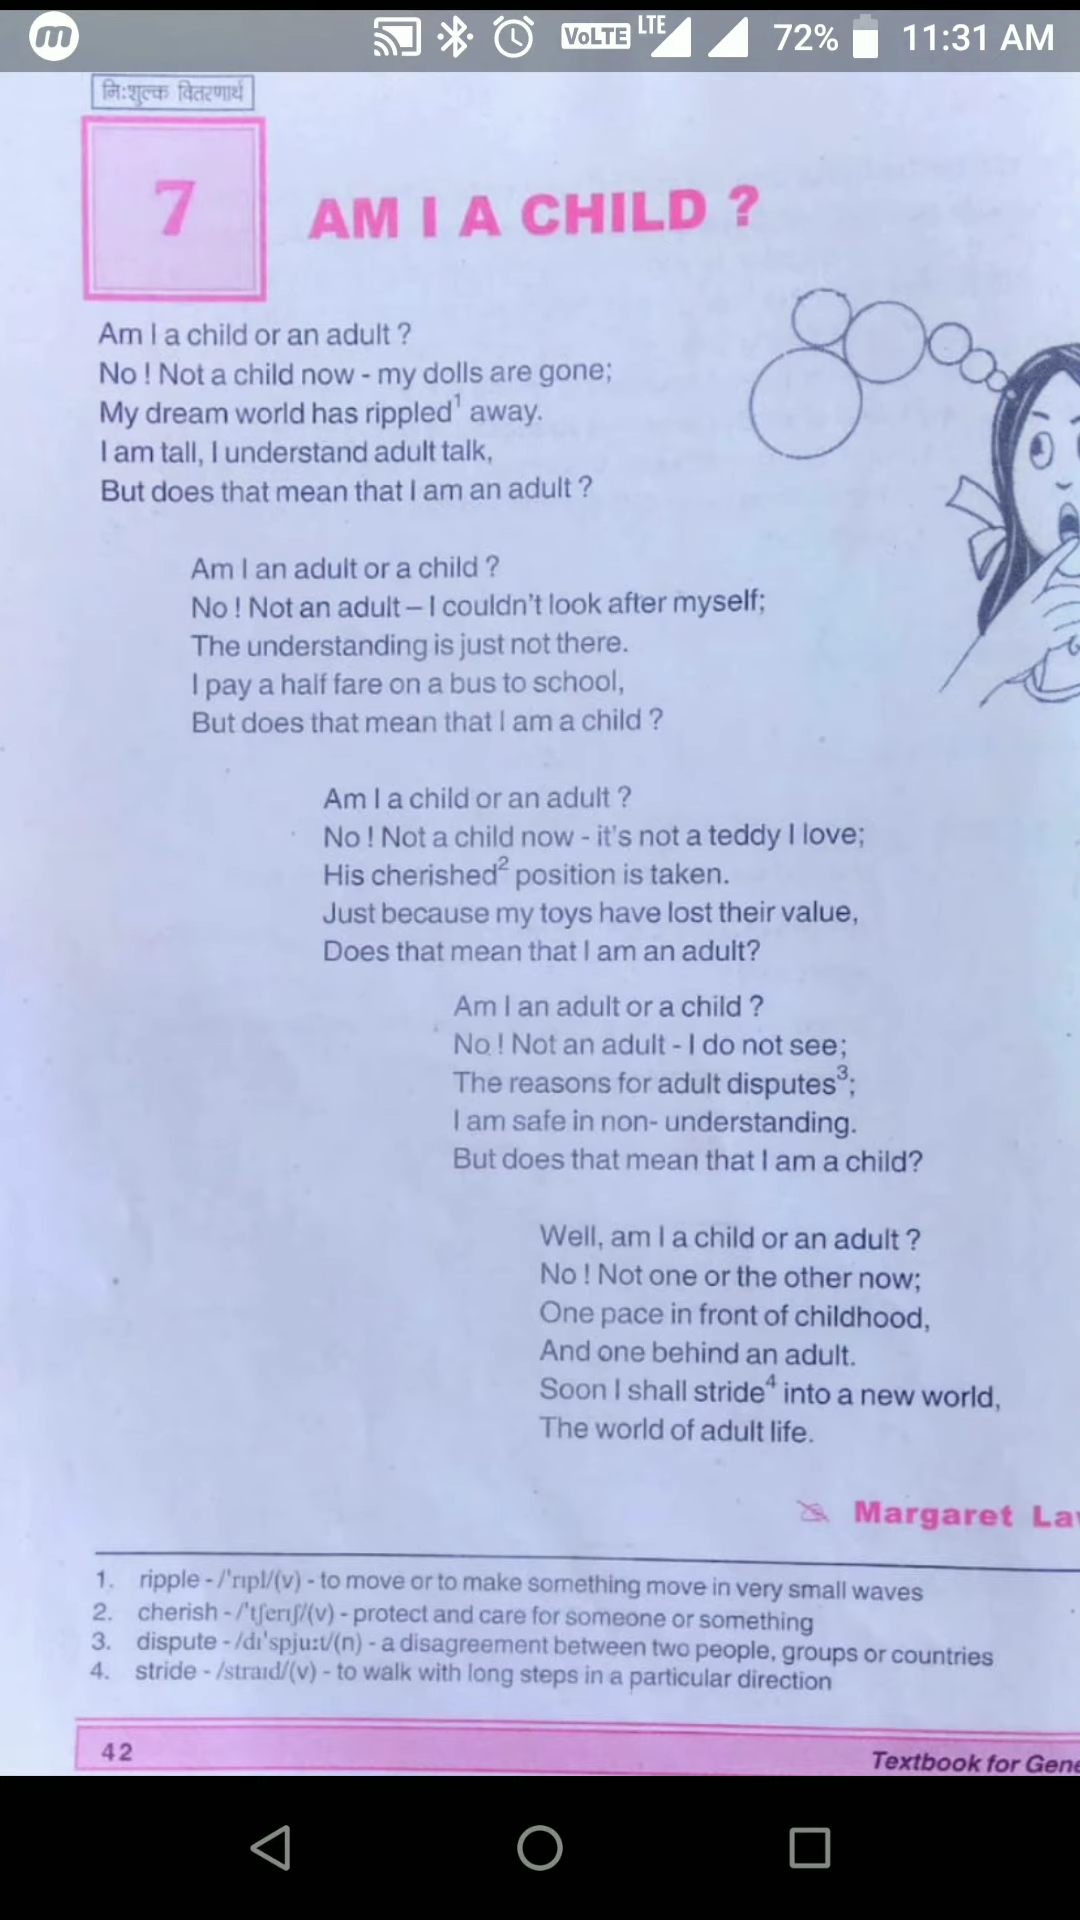 m VoLTE LTE 72% 11:31 AM
निःशुल्क वितरणार्थ
7
AM I A CHILD ?
Am I a child or an adult ?
No ! Not a child now - my dolls are gone;
My dream world has rippled¹ away.
I am tall, I understand adult talk,
But does that mean that I am an adult ?
Am I an adult or a child ?
No ! Not an adult – I couldn't look after myself;
The understanding is just not there.
I pay a half fare on a bus to school,
But does that mean that I am a child ?
Am I a child or an adult ?
No ! Not a child now - it's not a teddy I love;
His cherished² position is taken.
Just because my toys have lost their value,
Does that mean that I am an adult?
Am I an adult or a child ?
No ! Not an adult - I do not see;
The reasons for adult disputes³;
I am safe in non- understanding.
But does that mean that I am a child?
Well, am I a child or an adult ?
No ! Not one or the other now;
One pace in front of childhood,
And one behind an adult.
Soon I shall stride⁴ into a new world,
The world of adult life.
Margaret
1. ripple - /'rɪpl/(v) - to move or to make something move in very small waves
2. cherish - /'tʃerɪʃ/(v) - protect and care for someone or something
3. dispute - /dɪ'spjuːt/(n) - a disagreement between two people, groups or countries
4. stride - /straɪd/(v) - to walk with long steps in a particular direction
42
Textbook for